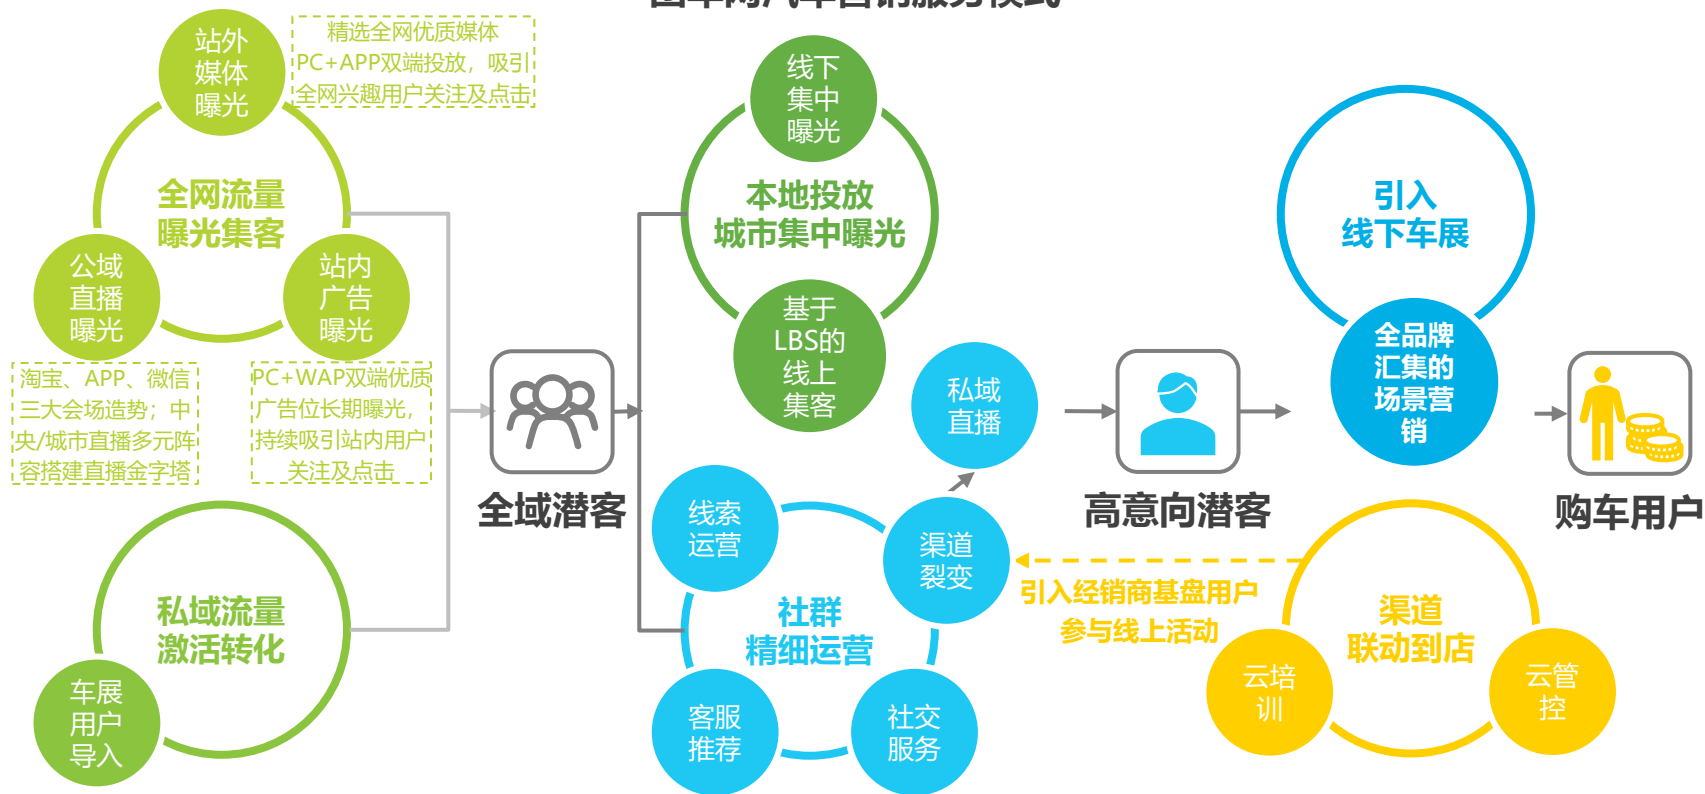 站外
媒体
曝光
精选全网优质媒体
PC+APP双端投放，吸引
全网兴趣用户关注及点击
全网流量
曝光集客
公域
直播
曝光
站内
广告
曝光
淘宝、APP、微信
三大会场造势；中
央/城市直播多元阵
容搭建直播金字塔
PC+WAP双端优质
广告位长期曝光，
持续吸引站内用户
关注及点击
私域流量
激活转化
车展
用户
导入
全域潜客
线下
集中
曝光
本地投放
城市集中曝光
基于
LBS的
线上
集客
私域
直播
线索
运营
渠道
裂变
社群
精细运营
客服
推荐
社交
服务
高意向潜客
引入
线下车展
全品牌
汇集的
场景营
销
引入经销商基盘用户
参与线上活动
渠道
联动到店
云培
训
云管
控
购车用户